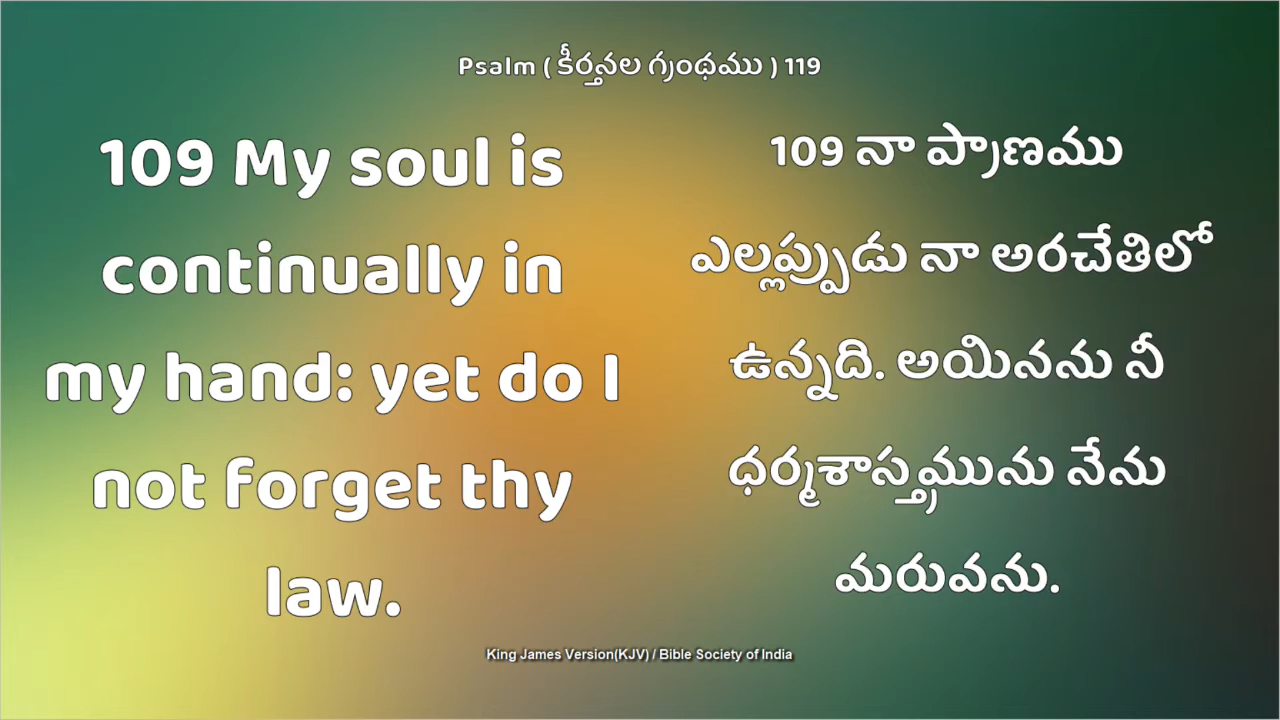 Psalm ( కీర్తనల గ్రంథము ) 119
109 My soul is
continually in
my hand: yet do I
not forget thy
law.
109 నా ప్రాణము
ఎల్లప్పుడు నా అరచేతిలో
ఉన్నది. అయినను నీ
ధర్మశాస్త్రమును నేను
మరువను.
King James Version(KJV) / Bible Society of India